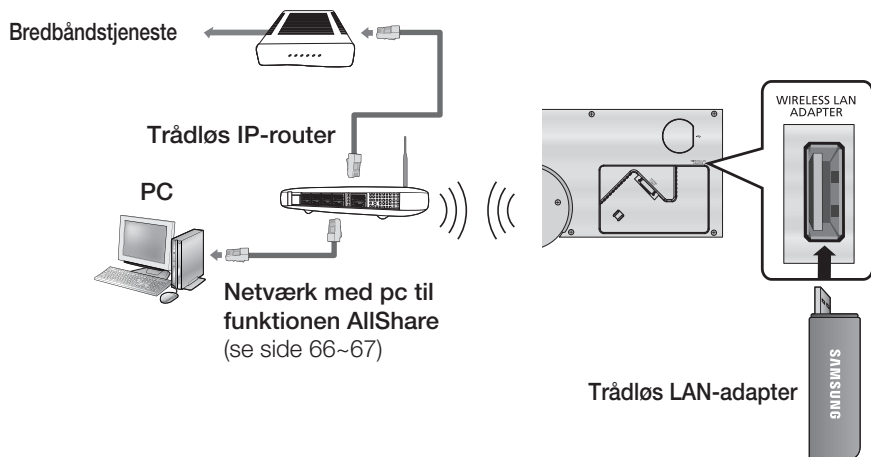 Bredbåndstjeneste
Trådløs IP-router
PC
Netværk med pc til
funktionen AllShare
(se side 66~67)
WIRELESS LAN
ADAPTER
SAMSUNG
Trådløs LAN-adapter